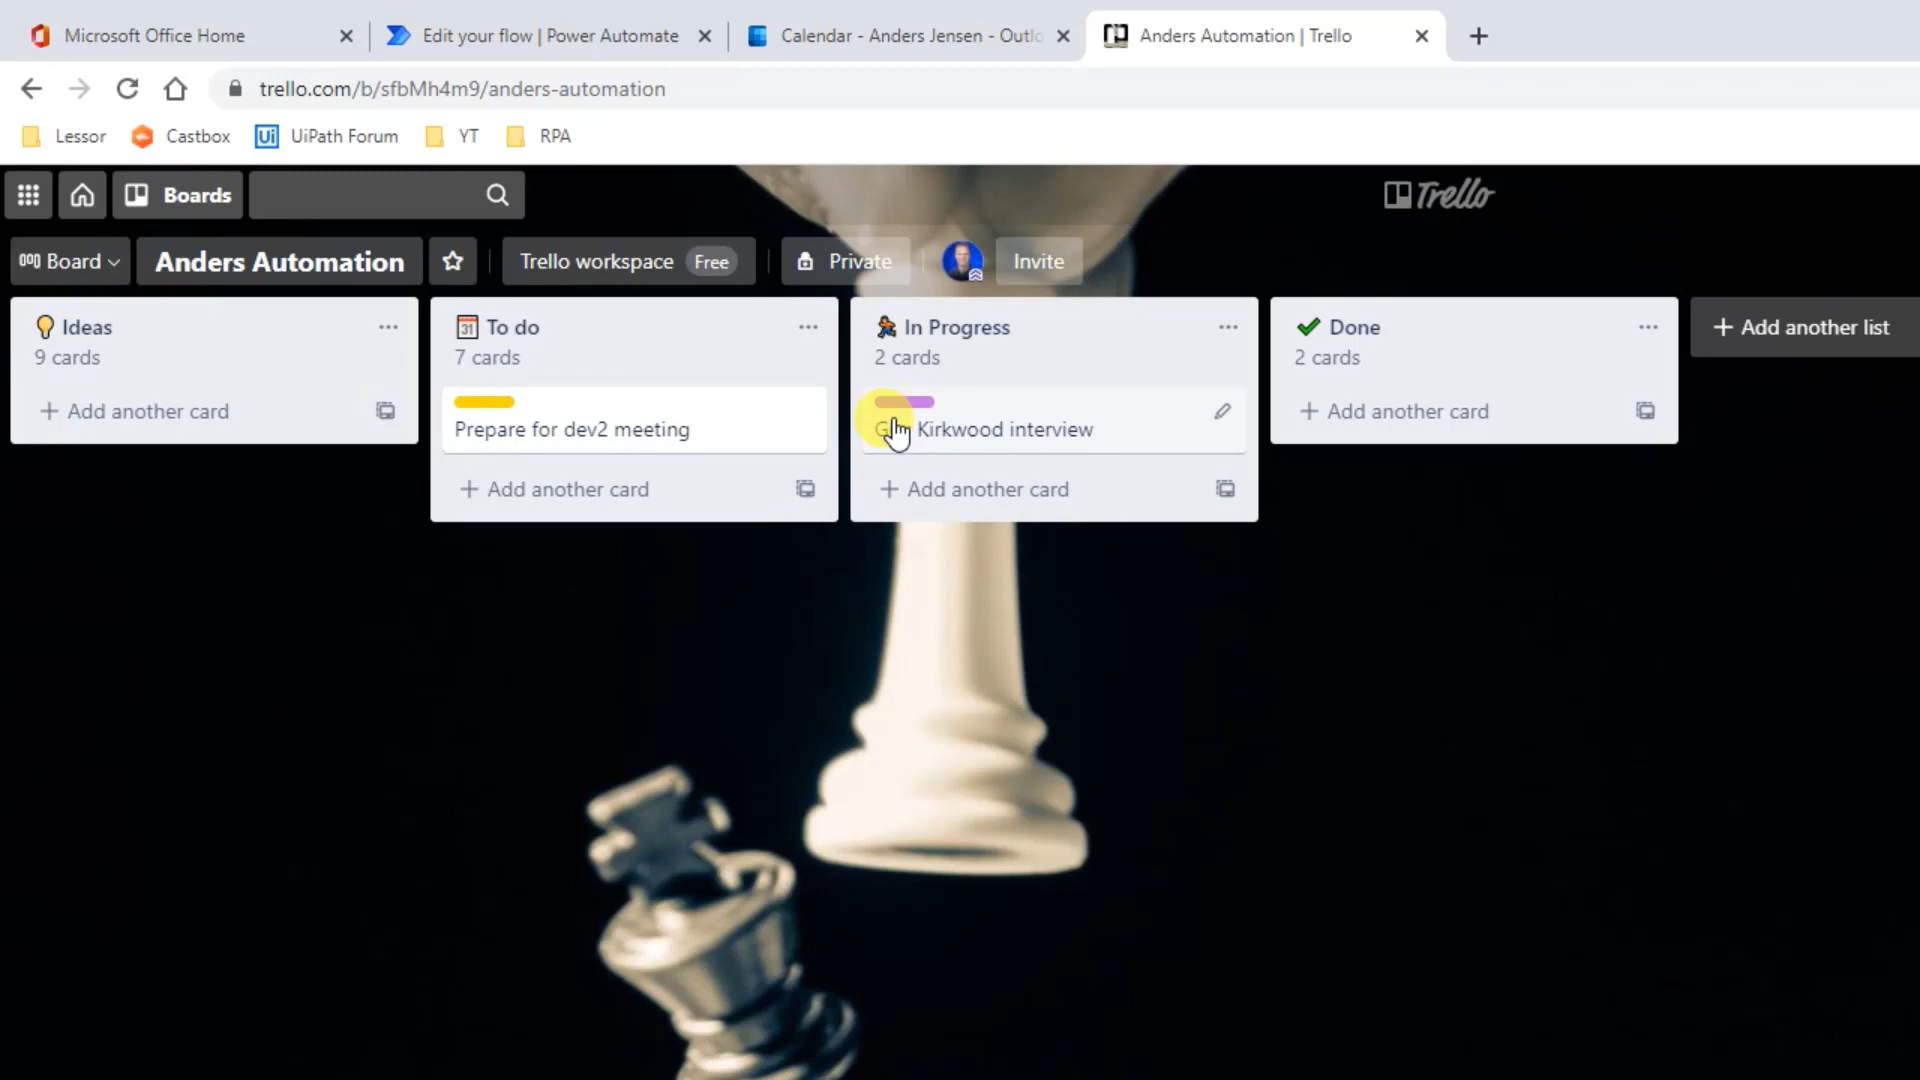 Microsoft Office Home
Edit your flow | Power Automate
Calendar - Anders Jensen - Outlo
Anders Automation | Trello
trello.com/b/sfbMh4m9/anders-automation
Lessor
Castbox
Ui
UiPath Forum
YT
RPA
Boards
Trello
Board
Anders Automation
Trello workspace Free
Private
Invite
Ideas
9 cards
+ Add another card
31 To do
7 cards
Prepare for dev2 meeting
+ Add another card
In Progress
2 cards
Kirkwood interview
+ Add another card
Done
2 cards
+ Add another card
+ Add another list